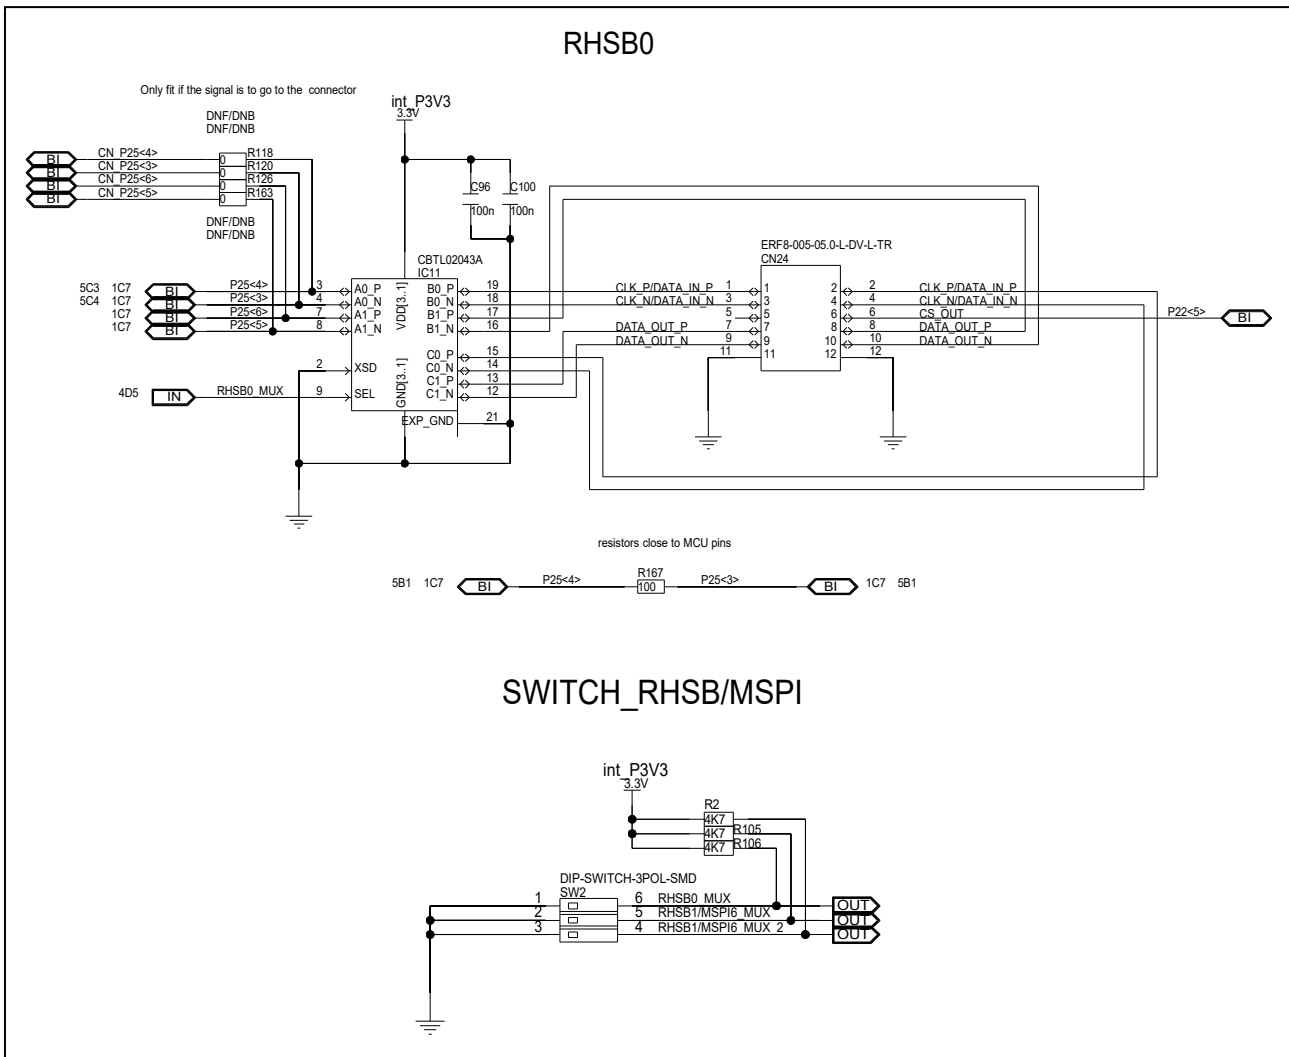 RHSB0
Only fit if the signal is to go to the connector
DNF/DNB
DNF/DNB
int_P3V3
3.3V
BI CN_P25<4> 0 R118
BI CN_P25<3> 0 R120
BI CN_P25<6> 0 R126
BI CN_P25<5> 0 R163
C96 C100
100n 100n
DNF/DNB
DNF/DNB
CBTL02043A
IC11
ERF8-005-05.0-L-DV-L-TR
CN24
5C3 1C7 BI P25<4> 3 A0_P B0_P 19 CLK_P/DATA_IN_P 1 1 2 2 CLK_P/DATA_IN_P
5C4 1C7 BI P25<3> 4 A0_N B0_N 18 CLK_N/DATA_IN_N 3 3 4 4 CLK_N/DATA_IN_N
1C7 BI P25<6> 7 A1_P B1_P 17 5 5 6 6 CS_OUT P22<5> BI
1C7 BI P25<5> 8 A1_N B1_N 16 DATA_OUT_P 7 7 8 8 DATA_OUT_P
VDD[3..1]
DATA_OUT_N 9 9 10 10 DATA_OUT_N
11 11 12 12
C0_P 15
2 XSD C0_N 14
C1_P 13
4D5 IN RHSB0_MUX 9 SEL C1_N 12
GND[3..1]
EXP_GND 21
resistors close to MCU pins
5B1 1C7 BI P25<4> R167 P25<3> BI 1C7 5B1
100
SWITCH_RHSB/MSPI
int_P3V3
3.3V
R2
4K7
4K7 R105
4K7 R106
DIP-SWITCH-3POL-SMD
SW2
1 6 RHSB0_MUX OUT
2 5 RHSB1/MSPI6_MUX
3 4 RHSB1/MSPI6_MUX_2 OUT